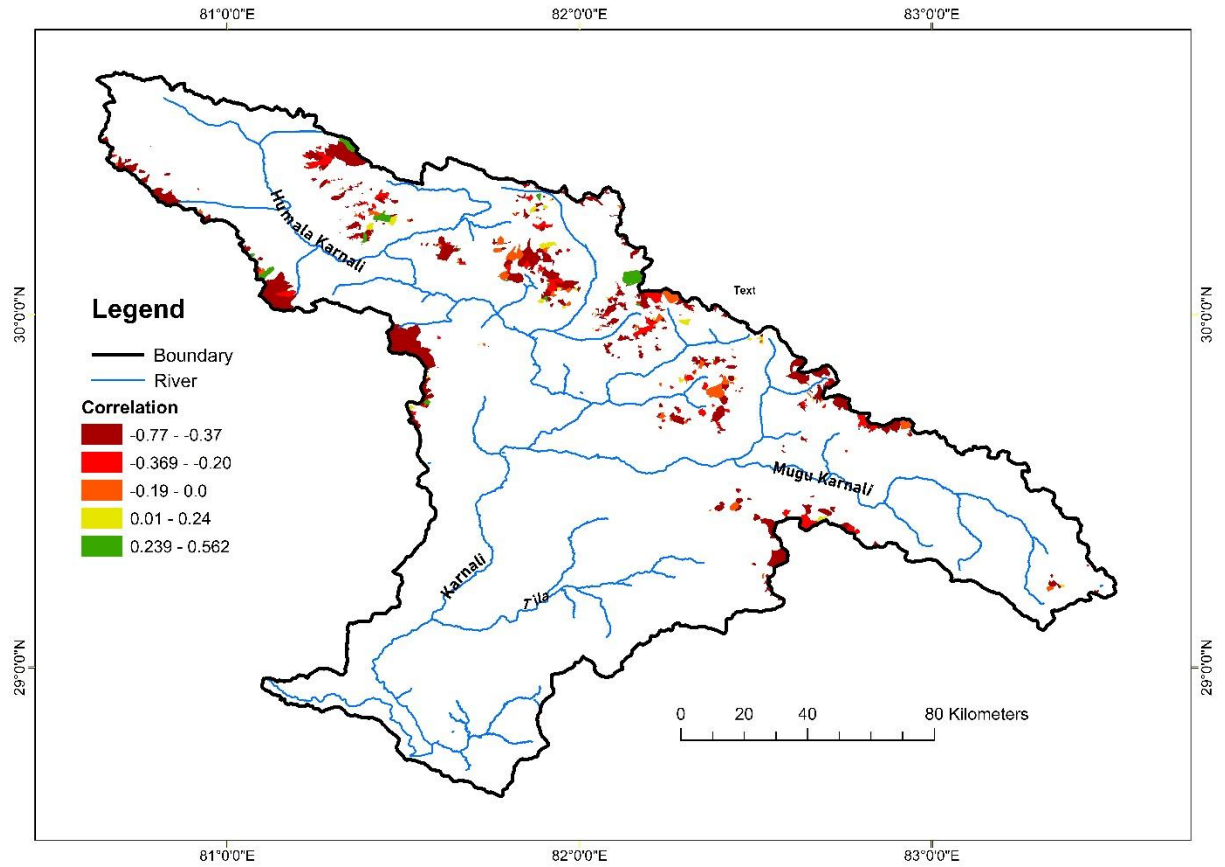 81°0'0"E
82°0'0"E
83°0'0"E
Humala Karnali
Text
30°0'0"N
30°0'0"N
Legend
Boundary
River
Correlation
-0.77 - -0.37
-0.369 - -0.20
-0.19 - 0.0
0.01 - 0.24
0.239 - 0.562
Mugu Karnali
Karnali
Tila
29°0'0"N
29°0'0"N
0 20 40 80 Kilometers
81°0'0"E
82°0'0"E
83°0'0"E